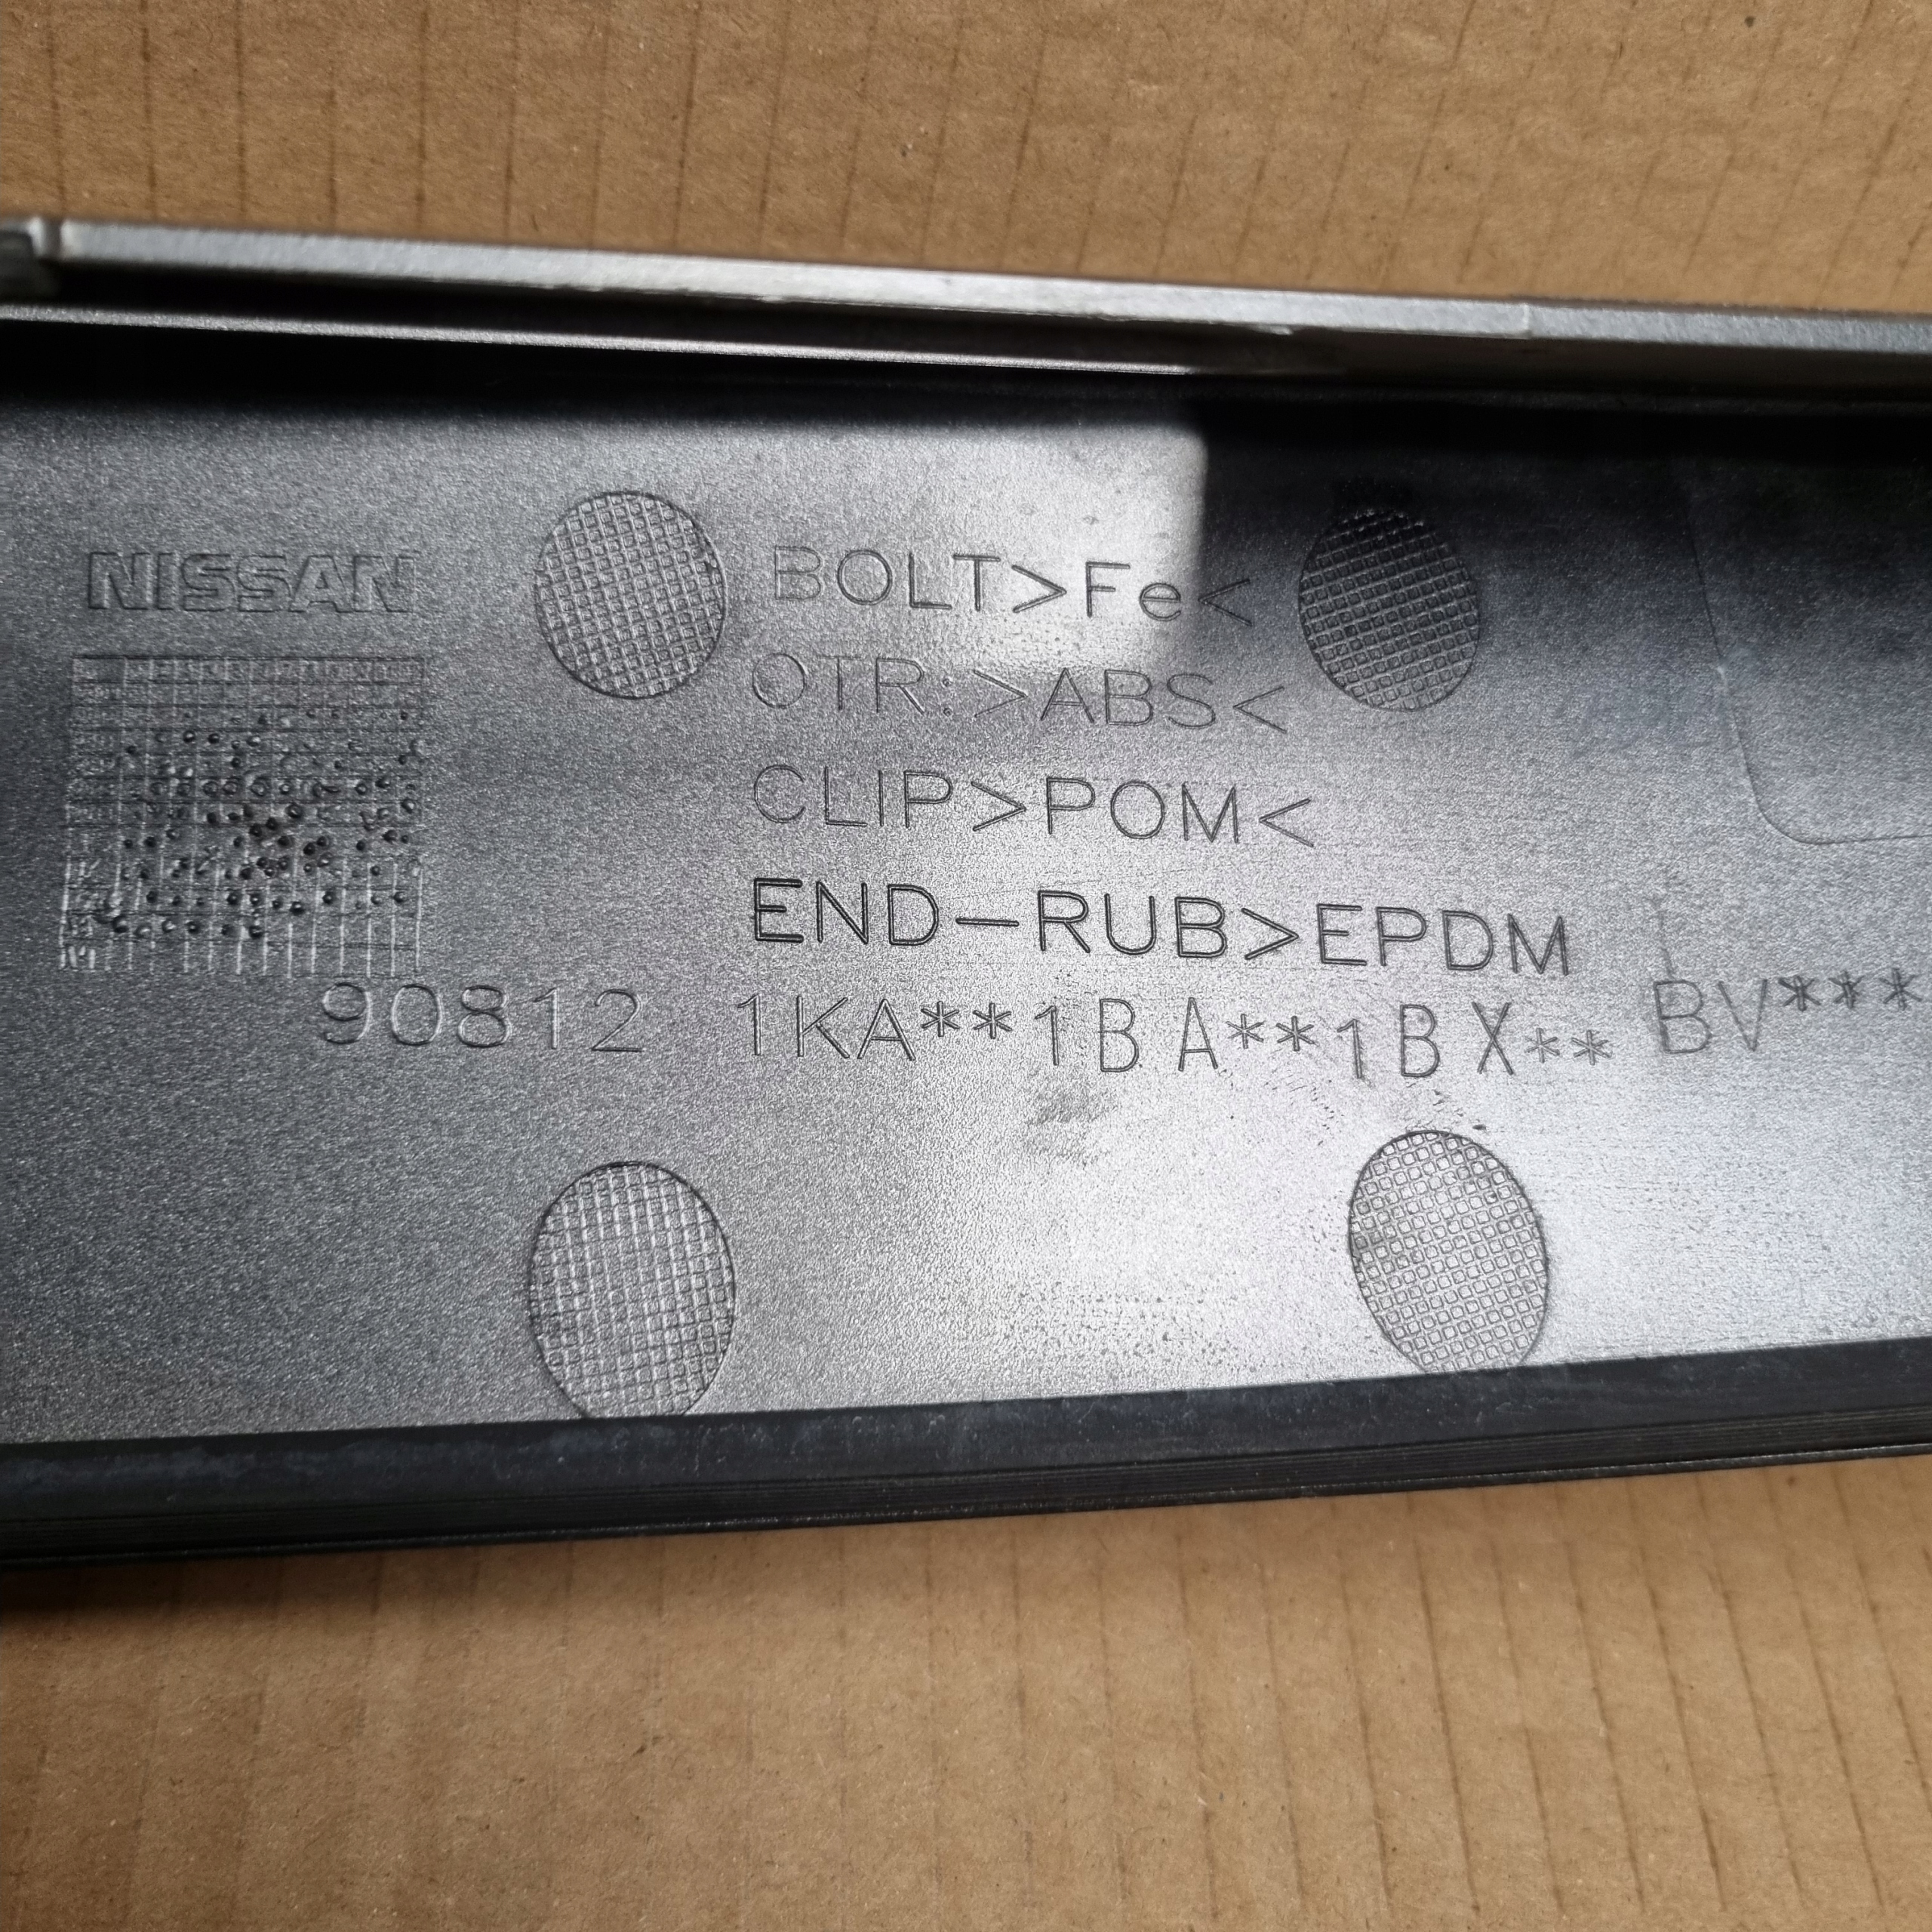 NISSAN
BOLT>Fe<
OTR:>ABS<
CLIP>POM<
END-RUB>EPDM
90812 1KA**1BA**1BX** BV***